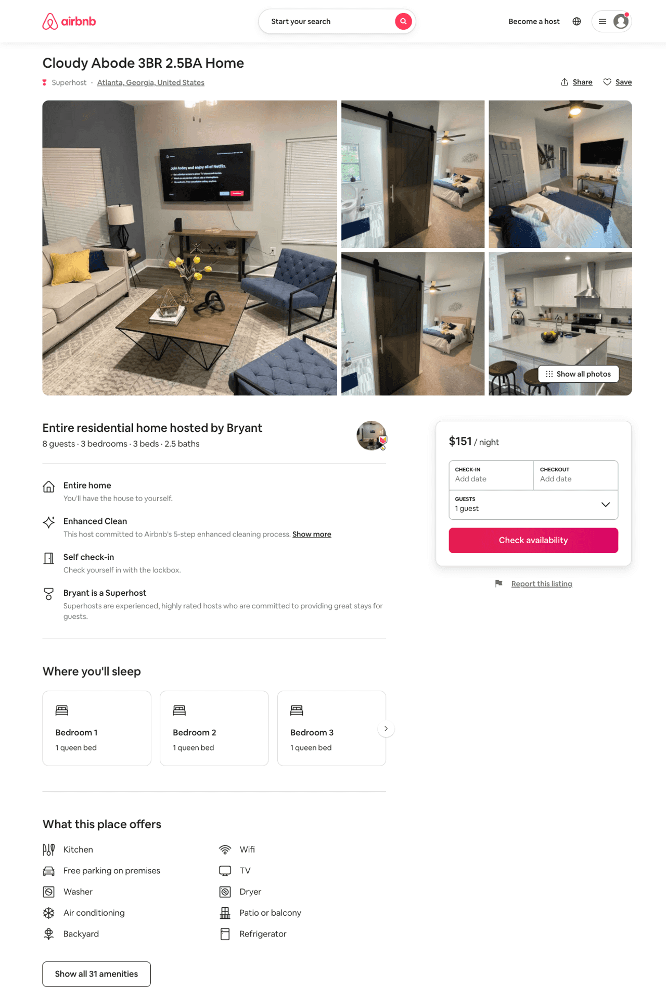 airbnb
Start your search
Become a host
Cloudy Abode 3BR 2.5BA Home
Superhost · Atlanta, Georgia, United States
Share
Save
Join today and enjoy all of Netflix.
Show all photos
Entire residential home hosted by Bryant
8 guests · 3 bedrooms · 3 beds · 2.5 baths
Entire home
You'll have the house to yourself.
Enhanced Clean
This host committed to Airbnb's 5-step enhanced cleaning process. Show more
Self check-in
Check yourself in with the lockbox.
Bryant is a Superhost
Superhosts are experienced, highly rated hosts who are committed to providing great stays for
guests.
$151 / night
CHECK-IN
Add date
CHECKOUT
Add date
GUESTS
1 guest
Check availability
Report this listing
Where you'll sleep
Bedroom 1
1 queen bed
Bedroom 2
1 queen bed
Bedroom 3
1 queen bed
What this place offers
Kitchen
Wifi
Free parking on premises
TV
Washer
Dryer
Air conditioning
Patio or balcony
Backyard
Refrigerator
Show all 31 amenities